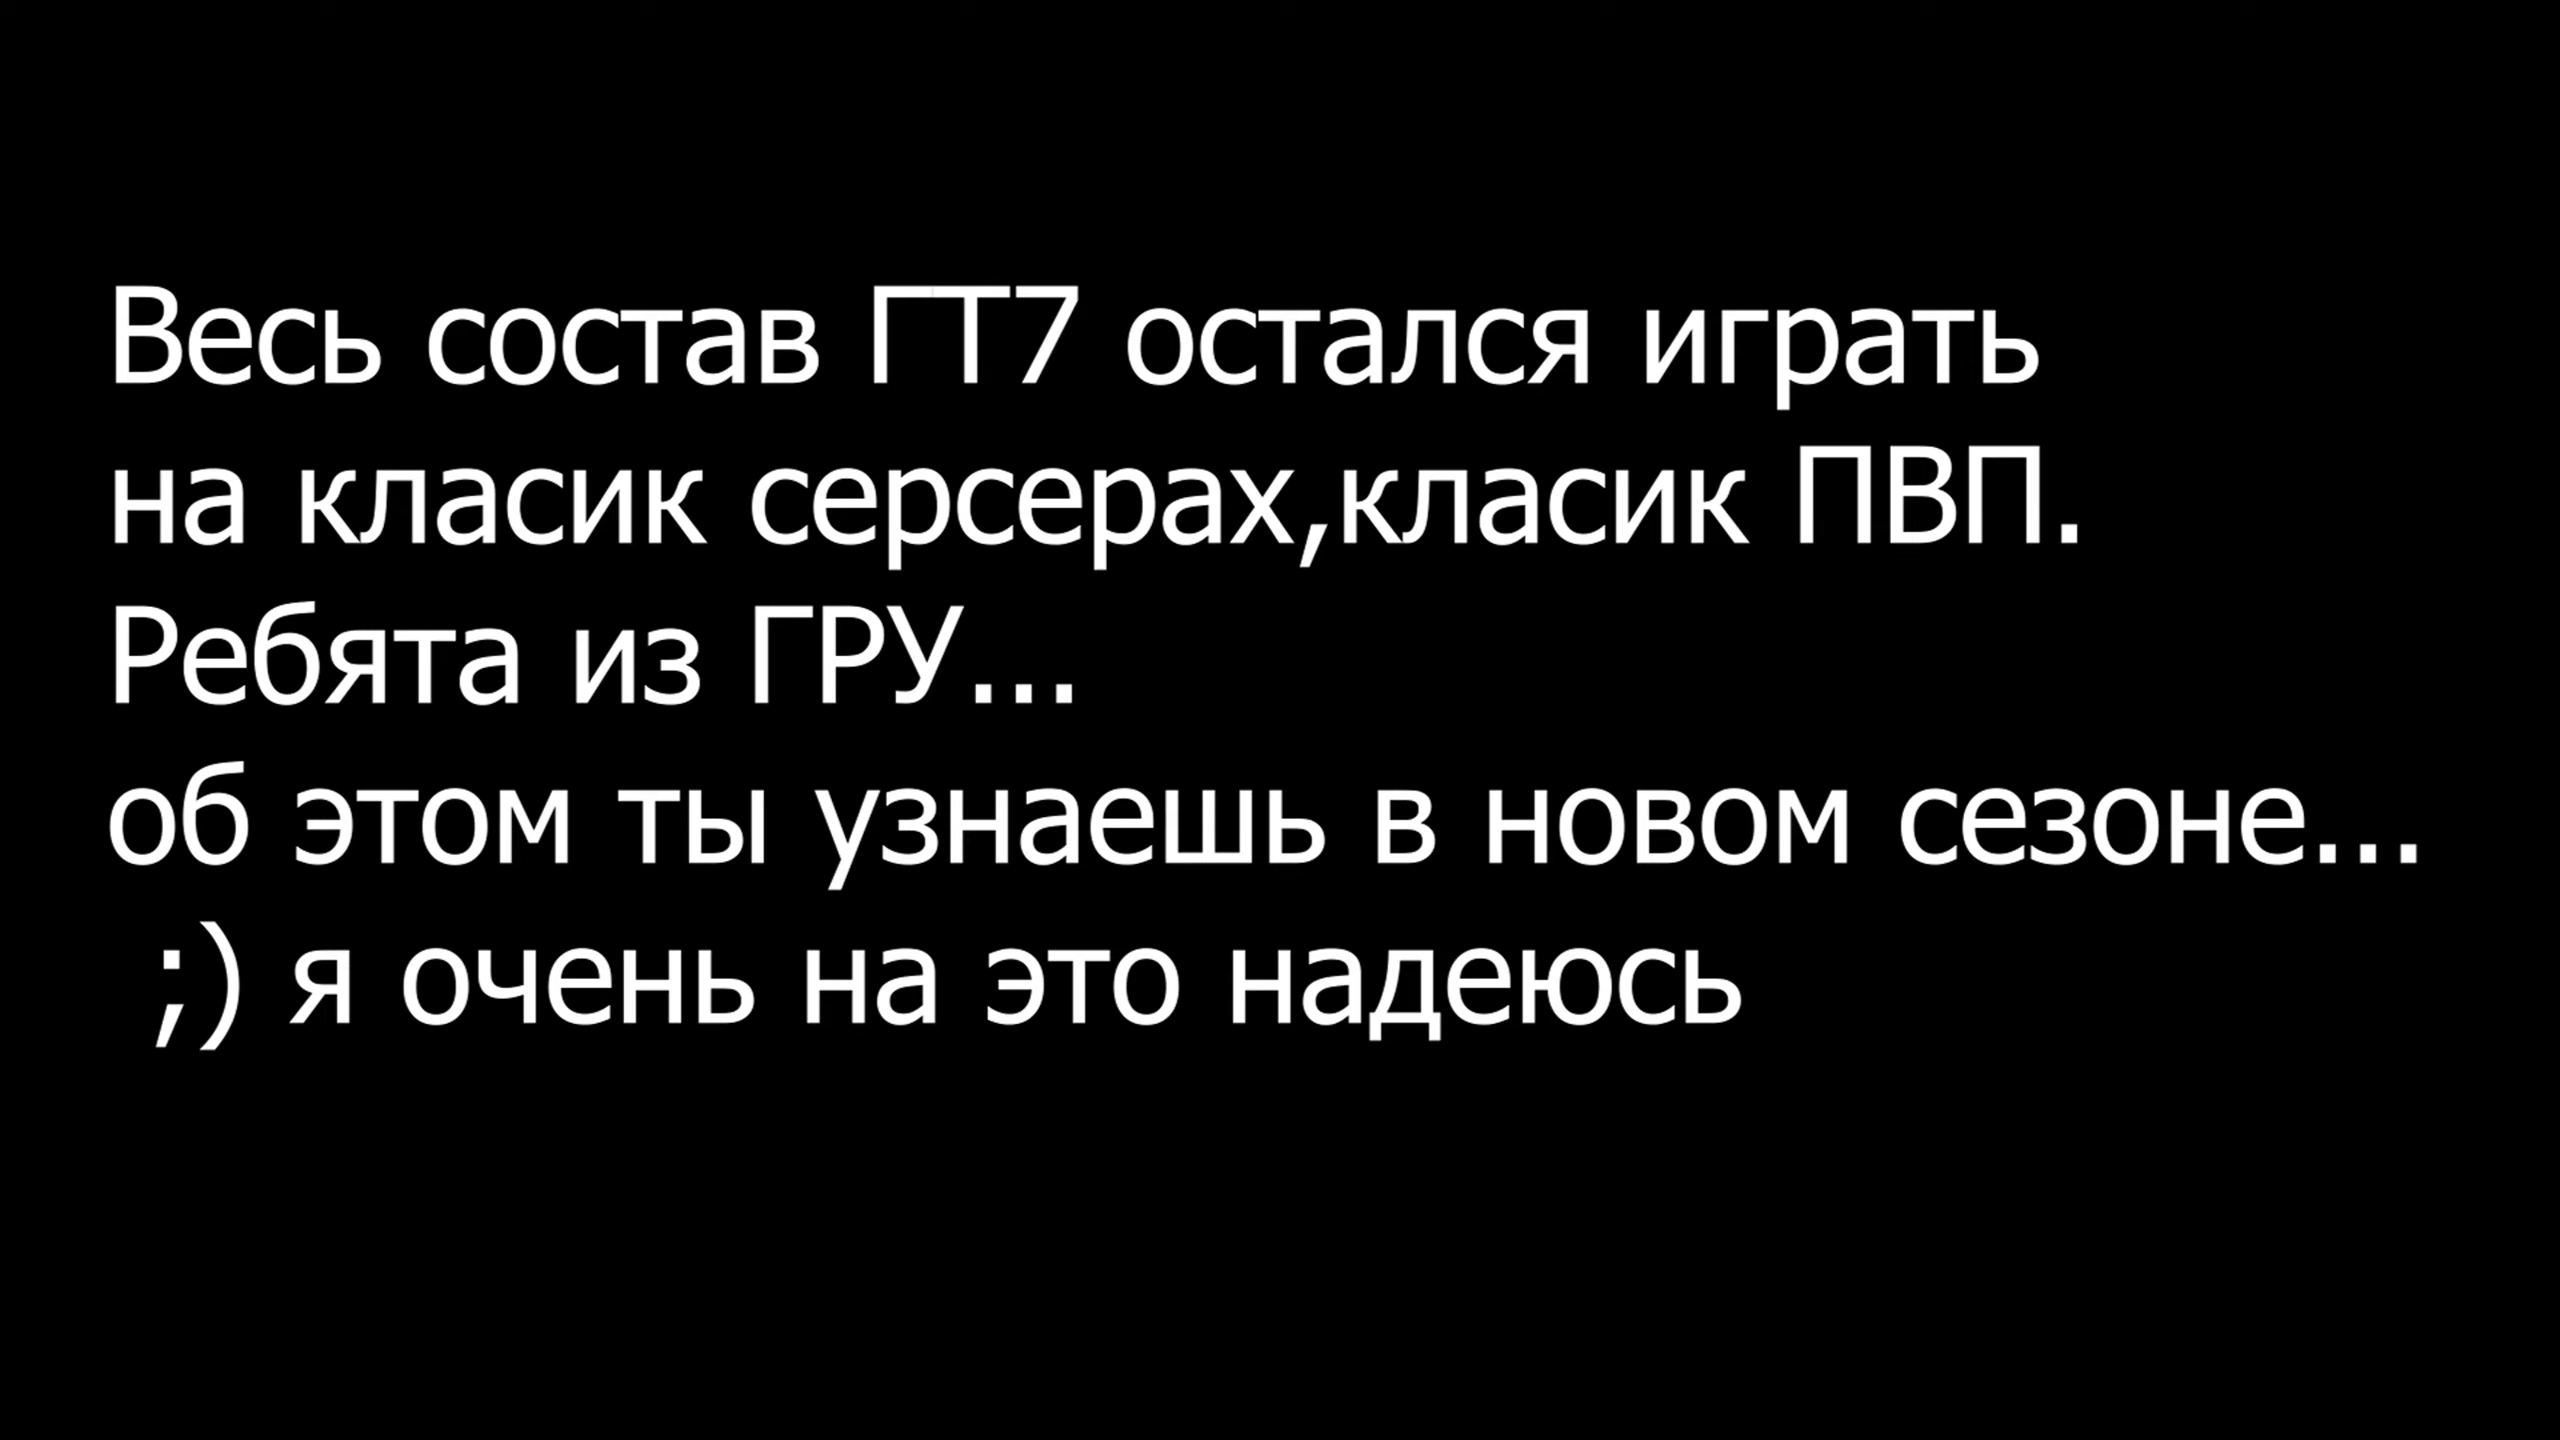 Весь состав ГТ7 остался играть
на класик серсерах,класик ПВП.
Ребята из ГРУ...
об этом ты узнаешь в новом сезоне...
;) я очень на это надеюсь